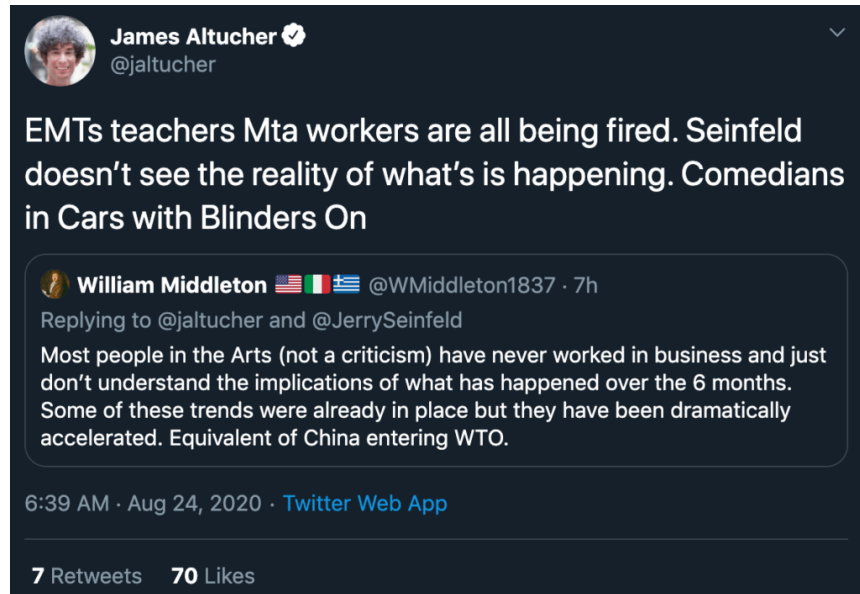 James Altucher
@jaltucher
EMTs teachers Mta workers are all being fired. Seinfeld
doesn’t see the reality of what’s is happening. Comedians
in Cars with Blinders On
William Middleton 🇺🇸🇮🇹🇬🇷 @WMiddleton1837 · 7h
Replying to @jaltucher and @JerrySeinfeld
Most people in the Arts (not a criticism) have never worked in business and just
don’t understand the implications of what has happened over the 6 months.
Some of these trends were already in place but they have been dramatically
accelerated. Equivalent of China entering WTO.
6:39 AM · Aug 24, 2020 · Twitter Web App
7 Retweets 70 Likes